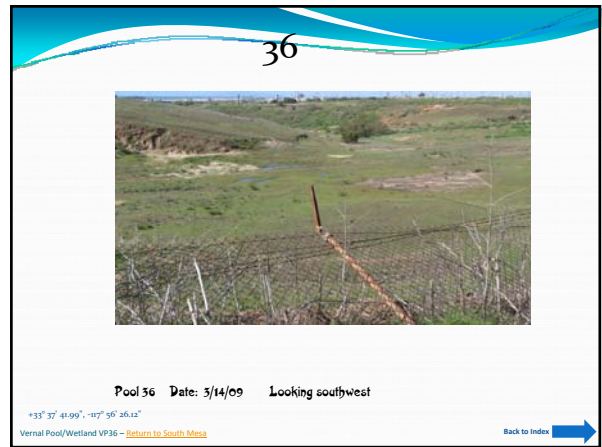 36
Pool 36 Date: 3/14/09 Looking southwest
+33° 37' 41.99", -117° 56' 26.12"
Vernal Pool/Wetland VP36 – Return to South Mesa
Back to Index